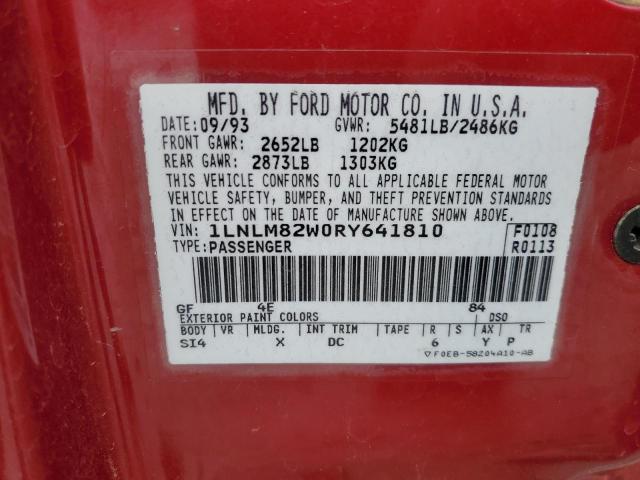 MFD. BY FORD MOTOR CO. IN U.S.A.
DATE: 09/93 GVWR: 5481LB/2486KG
FRONT GAWR: 2652LB 1202KG
REAR GAWR: 2873LB 1303KG
THIS VEHICLE CONFORMS TO ALL APPLICABLE FEDERAL MOTOR
VEHICLE SAFETY, BUMPER, AND THEFT PREVENTION STANDARDS
IN EFFECT ON THE DATE OF MANUFACTURE SHOWN ABOVE.
VIN: 1LNLM82W0RY641810 F0108
TYPE: PASSENGER R0113
GF 4E 84
EXTERIOR PAINT COLORS DSO
BODY VR MLDG. INT TRIM TAPE R S AX TR
SI4 X DC 6 Y P
▽F0EB-58204A10-AB